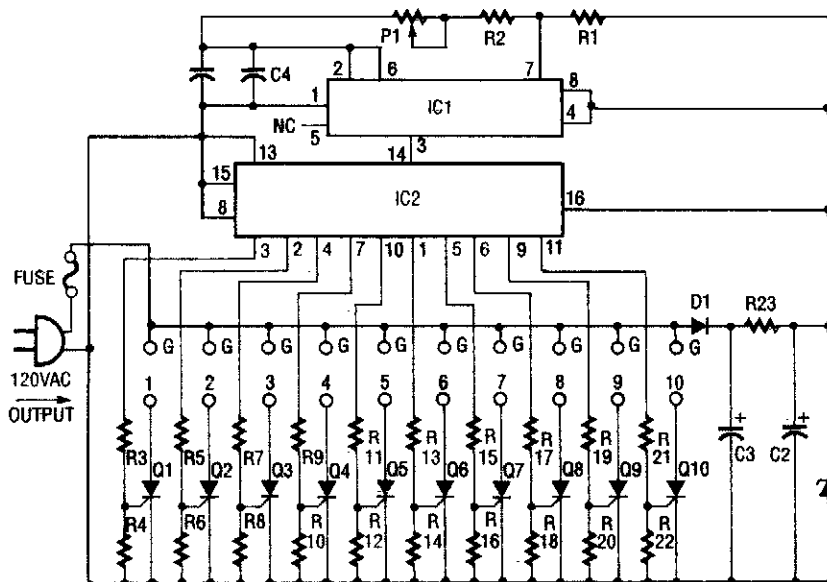 P1 R2 R1
C4 2 6 7 8
1 IC1 4
NC 5 3
13 14
15 IC2 16
8
3 2 4 7 10 1 5 6 9 11
FUSE
D1 R23
G G G G G G G G G G
120VAC
1 2 3 4 5 6 7 8 9 10
OUTPUT
R3 R5 R7 R9 R 11 R 13 R 15 R 17 R 19 R 21
+ +
C3 C2
Q1 Q2 Q3 Q4 Q5 Q6 Q7 Q8 Q9 Q10
R4 R6 R8 R 10 R 12 R 14 R 16 R 18 R 20 R 22